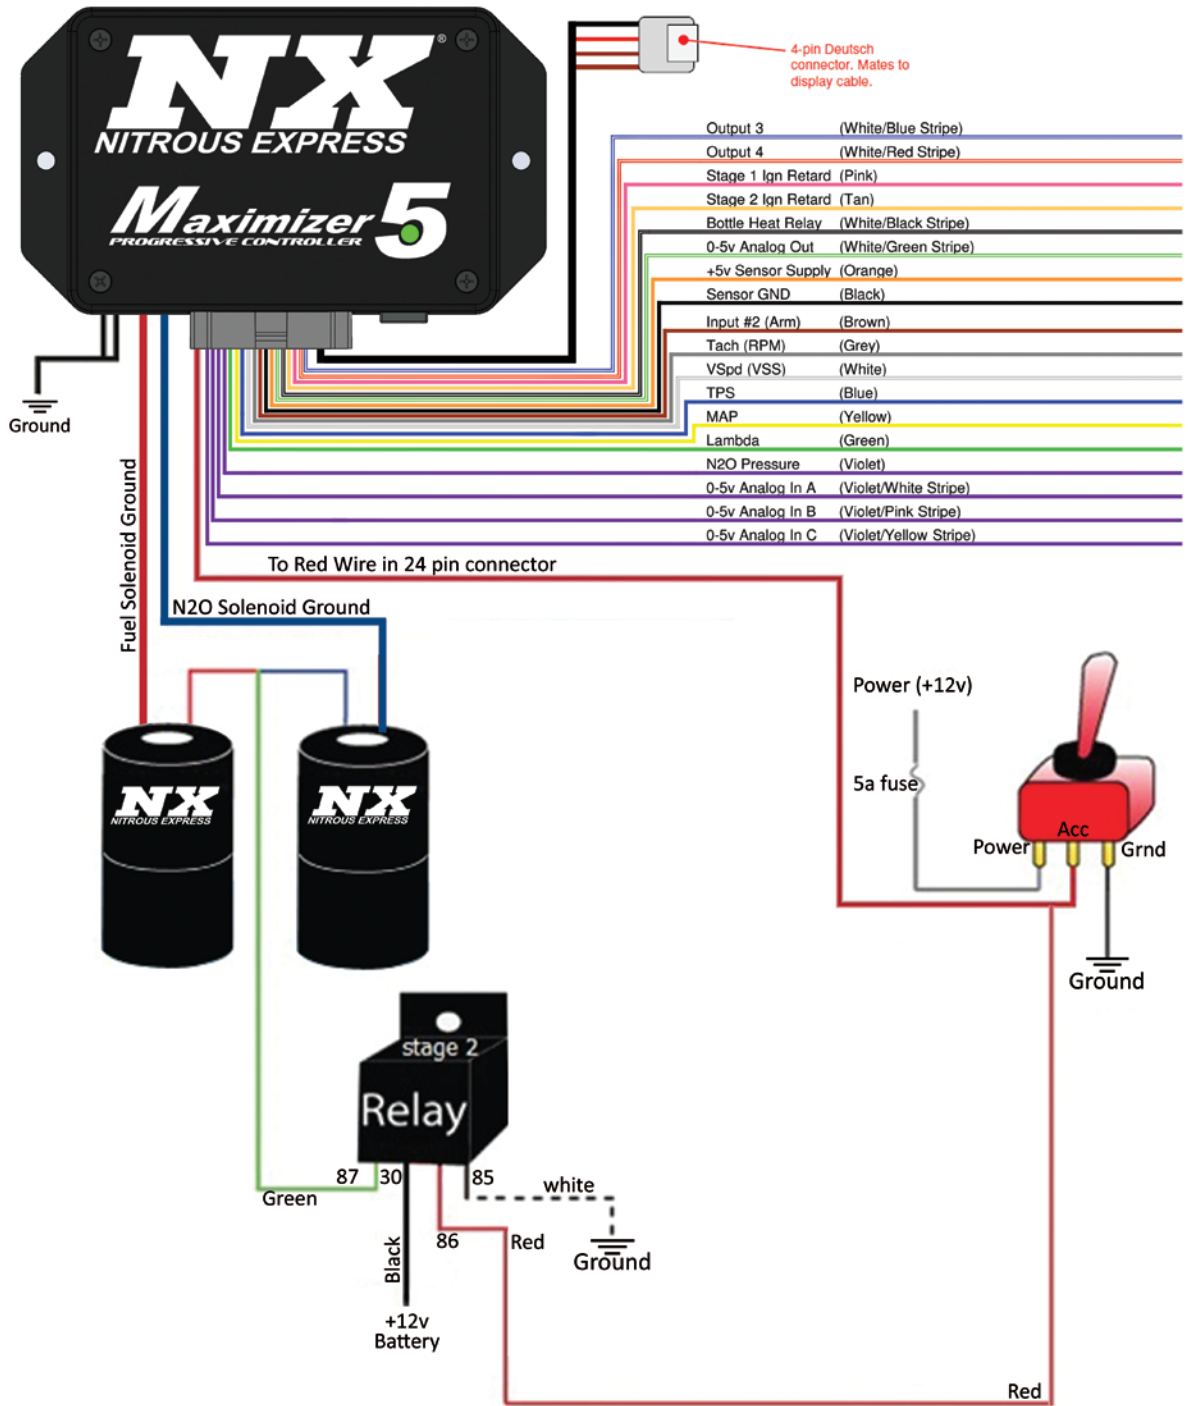 NX®
NITROUS EXPRESS
Maximizer 5
PROGRESSIVE CONTROLLER
4-pin Deutsch
connector. Mates to
display cable.
Output 3 (White/Blue Stripe)
Output 4 (White/Red Stripe)
Stage 1 Ign Retard (Pink)
Stage 2 Ign Retard (Tan)
Bottle Heat Relay (White/Black Stripe)
0-5v Analog Out (White/Green Stripe)
+5v Sensor Supply (Orange)
Sensor GND (Black)
Input #2 (Arm) (Brown)
Tach (RPM) (Grey)
VSpd (VSS) (White)
TPS (Blue)
MAP (Yellow)
Lambda (Green)
N2O Pressure (Violet)
0-5v Analog In A (Violet/White Stripe)
0-5v Analog In B (Violet/Pink Stripe)
0-5v Analog In C (Violet/Yellow Stripe)
Ground
Fuel Solenoid Ground
To Red Wire in 24 pin connector
N2O Solenoid Ground
Power (+12v)
5a fuse
Acc
Power
Grnd
Ground
NX
NITROUS EXPRESS
NX
NITROUS EXPRESS
stage 2
Relay
87
30
85
Green
white
86
Red
Black
Ground
+12v
Battery
Red